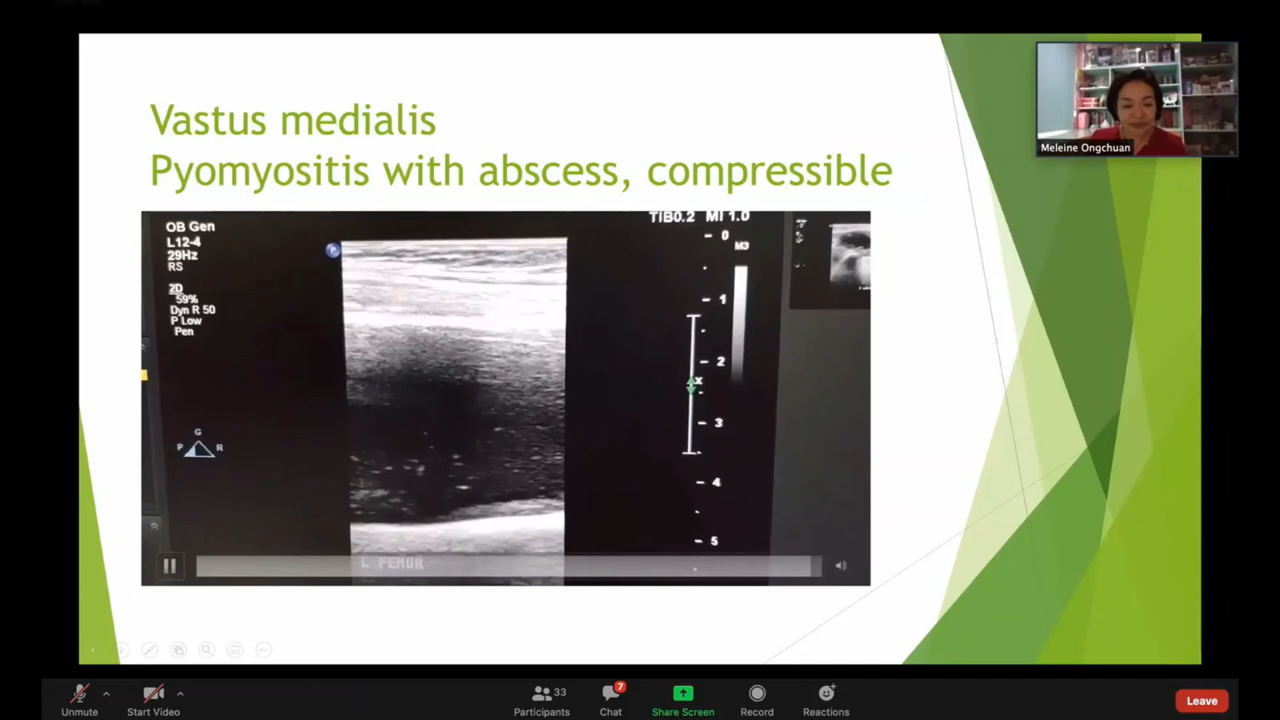 Vastus medialis
Pyomyositis with abscess, compressible
Meleine Ongchuan
OB Gen
L12-4
29Hz
RS
2D
59%
Dyn R 50
P Low
Pen
P
G
P R
TIB0.2 MI 1.0
M3
0
1
2
x
3
4
5
L FEMUR
Unmute
Start Video
33
Participants
7
Chat
Share Screen
Record
Reactions
Leave